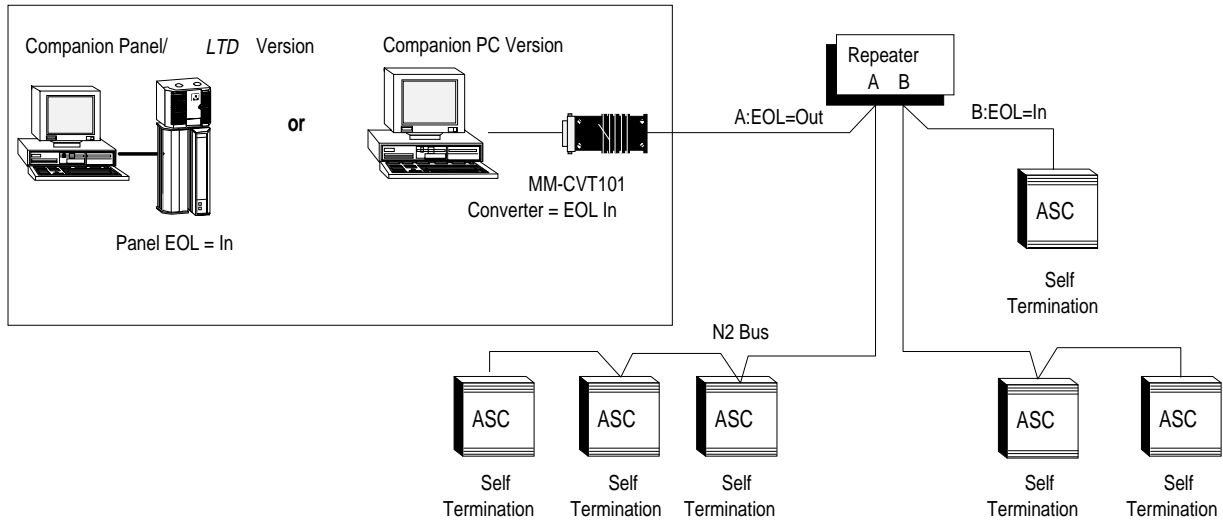 Companion Panel/ LTD Version
Companion PC Version
or
Panel EOL = In
MM-CVT101
Converter = EOL In
Repeater
A B
A:EOL=Out
B:EOL=In
ASC
Self
Termination
N2 Bus
ASC
ASC
ASC
ASC
ASC
Self
Termination
Self
Termination
Self
Termination
Self
Termination
Self
Termination